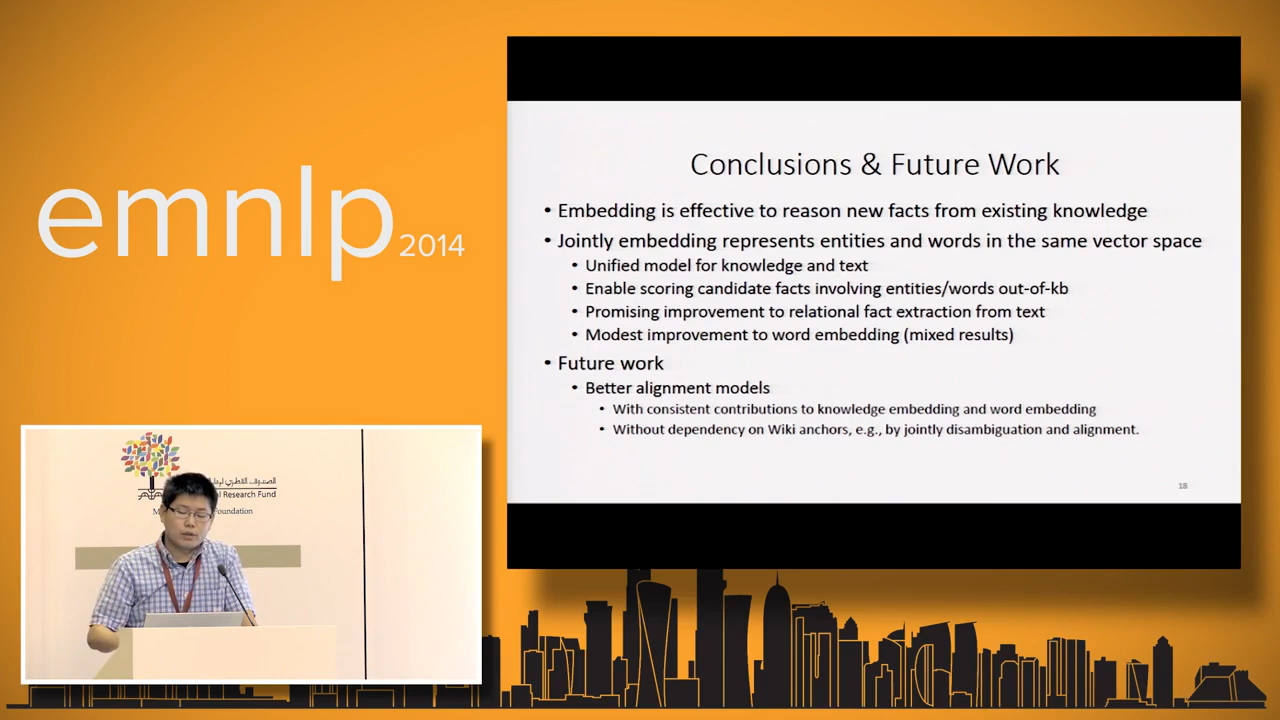 emnlp 2014
Conclusions & Future Work
• Embedding is effective to reason new facts from existing knowledge
• Jointly embedding represents entities and words in the same vector space
• Unified model for knowledge and text
• Enable scoring candidate facts involving entities/words out-of-kb
• Promising improvement to relational fact extraction from text
• Modest improvement to word embedding (mixed results)
• Future work
• Better alignment models
• With consistent contributions to knowledge embedding and word embedding
• Without dependency on Wiki anchors, e.g., by jointly disambiguation and alignment.
18
Research Fund